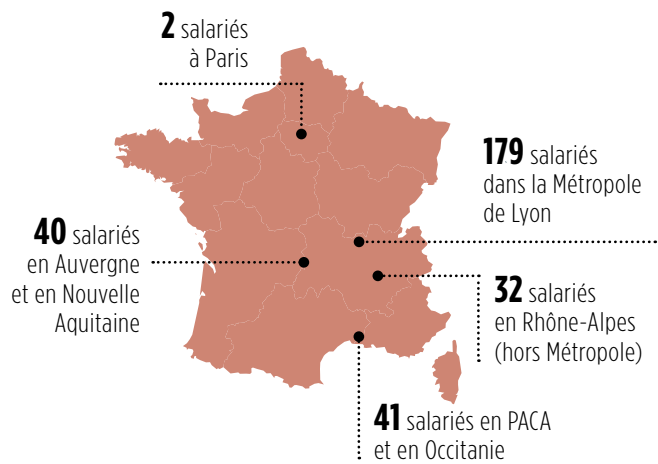 2 salariés
à Paris
179 salariés
dans la Métropole
de Lyon
40 salariés
en Auvergne
et en Nouvelle
Aquitaine
32 salariés
en Rhône-Alpes
(hors Métropole)
41 salariés en PACA
et en Occitanie